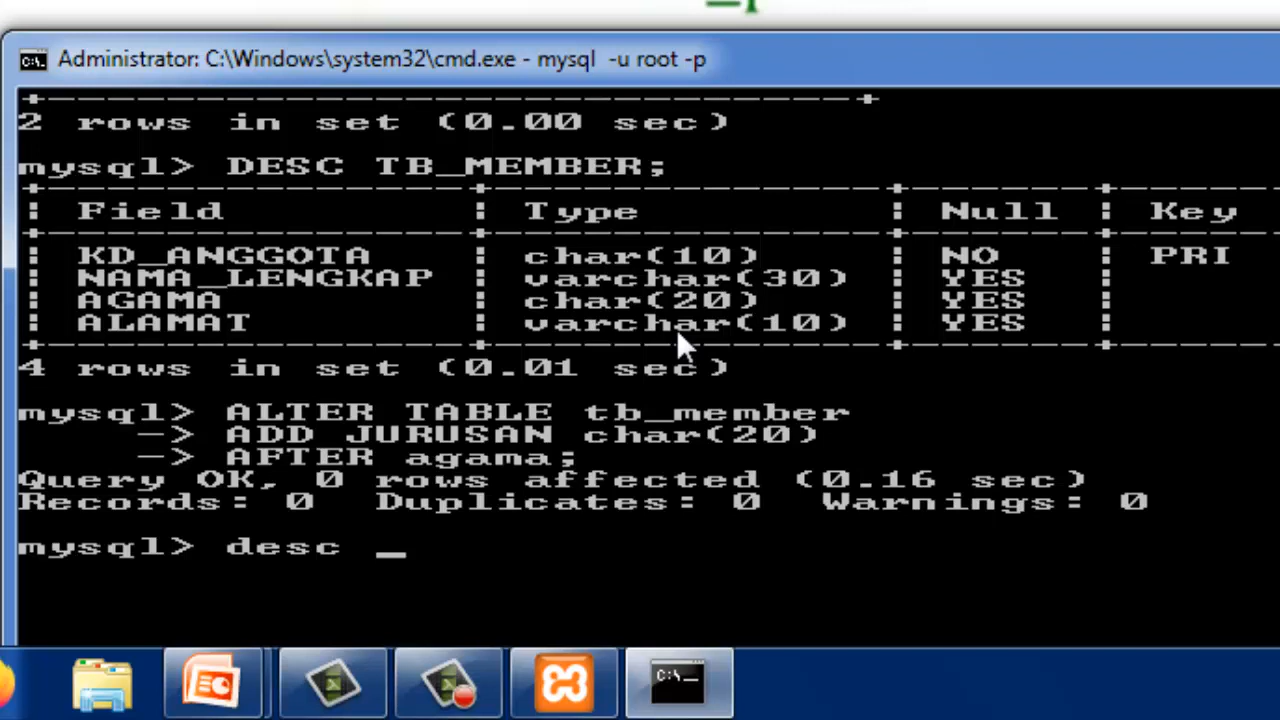 Administrator: C:\Windows\system32\cmd.exe - mysql -u root -p
2 rows in set (0.00 sec)
mysql> DESC TB_MEMBER;
| Field | Type | Null | Key
| KD_ANGGOTA | char(10) | NO | PRI
| NAMA_LENGKAP | varchar(30) | YES |
| AGAMA | char(20) | YES |
| ALAMAT | varchar(10) | YES |
4 rows in set (0.01 sec)
mysql> ALTER TABLE tb_member
-> ADD JURUSAN char(20)
-> AFTER agama;
Query OK, 0 rows affected (0.16 sec)
Records: 0 Duplicates: 0 Warnings: 0
mysql> desc _